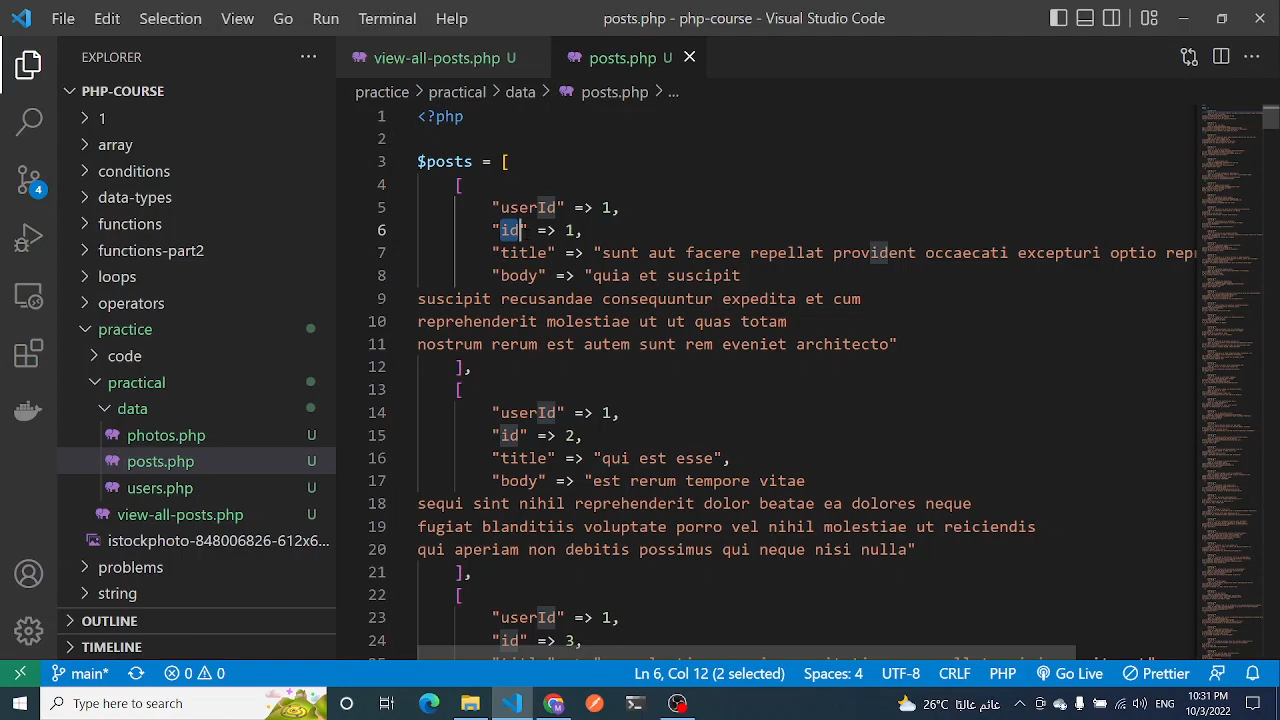 File Edit Selection View Go Run Terminal Help
posts.php - php-course - Visual Studio Code
EXPLORER
view-all-posts.php U
posts.php U
PHP-COURSE
practice > practical > data > posts.php > ...
1
array
conditions
data-types
functions
functions-part2
loops
operators
practice
code
practical
data
photos.php U
posts.php U
users.php U
view-all-posts.php U
istockphoto-848006826-612x6...
problems
string
OUTLINE
TIMELINE
4
1 <?php
2
3 $posts = [
4 [
5 "userId" => 1,
6 "id" => 1,
7 "title" => "sunt aut facere repellat provident occaecati excepturi optio repr
8 "body" => "quia et suscipit
9 suscipit recusandae consequuntur expedita et cum
10 reprehenderit molestiae ut ut quas totam
11 nostrum rerum est autem sunt rem eveniet architecto"
12 ],
13 [
14 "userId" => 1,
15 "id" => 2,
16 "title" => "qui est esse",
17 "body" => "est rerum tempore vitae
18 sequi sint nihil reprehenderit dolor beatae ea dolores neque
19 fugiat blanditiis voluptate porro vel nihil molestiae ut reiciendis
20 qui aperiam non debitis possimus qui neque nisi nulla"
21 ],
22 [
23 "userId" => 1,
24 "id" => 3,
main* 0 0
Ln 6, Col 12 (2 selected) Spaces: 4 UTF-8 CRLF PHP Go Live Prettier
Type here to search
26°C ENG
10:31 PM
10/3/2022